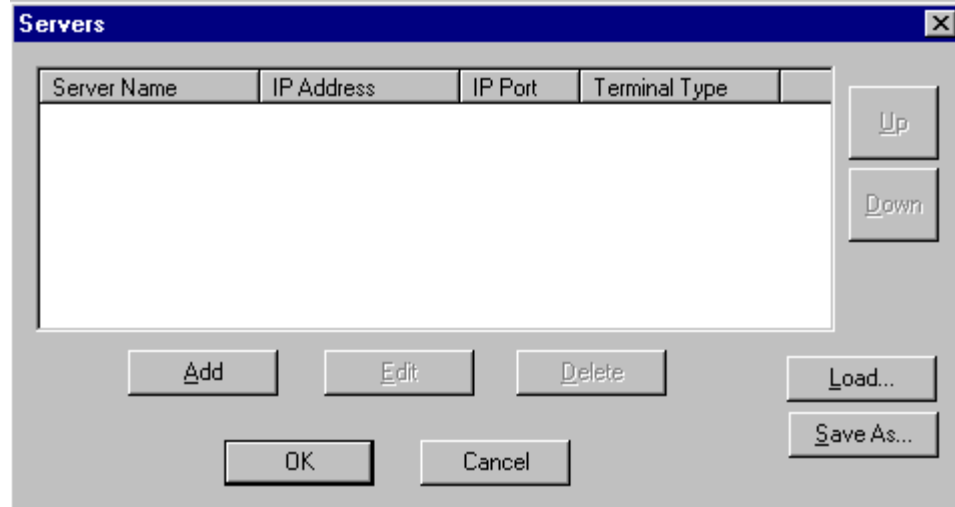 Servers
Server Name IP Address IP Port Terminal Type
Up
Down
Add Edit Delete
Load...
Save As...
OK Cancel